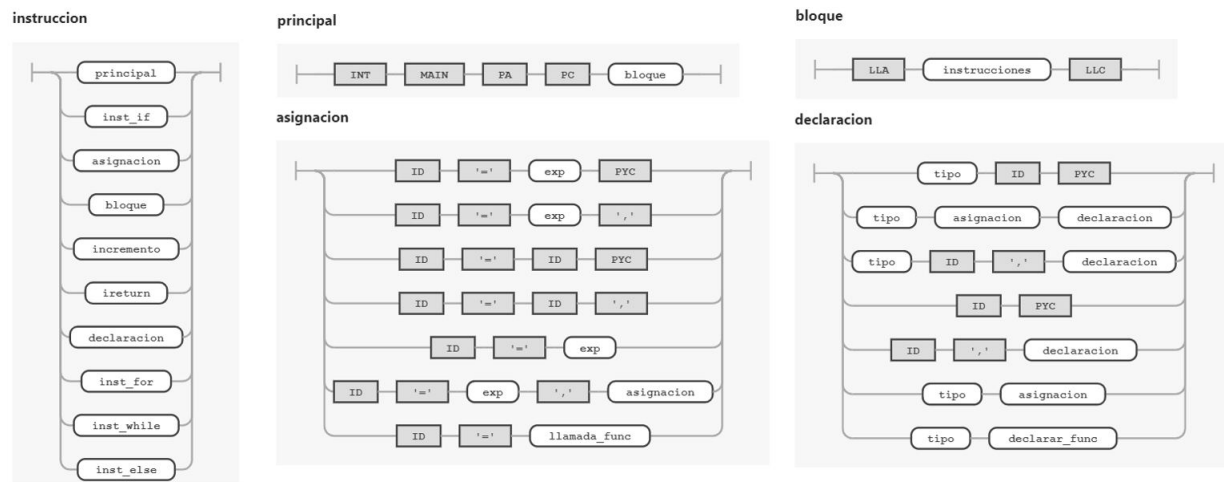 instruccion
principal
inst_if
asignacion
bloque
incremento
ireturn
declaracion
inst_for
inst_while
inst_else
principal
INT MAIN PA PC bloque
asignacion
ID '=' exp PYC
ID '=' exp ','
ID '=' ID PYC
ID '=' ID ','
ID '=' exp
ID '=' exp ',' asignacion
ID '=' llamada_func
bloque
LLA instrucciones LLC
declaracion
tipo ID PYC
tipo asignacion declaracion
tipo ID ',' declaracion
ID PYC
ID ',' declaracion
tipo asignacion
tipo declarar_func